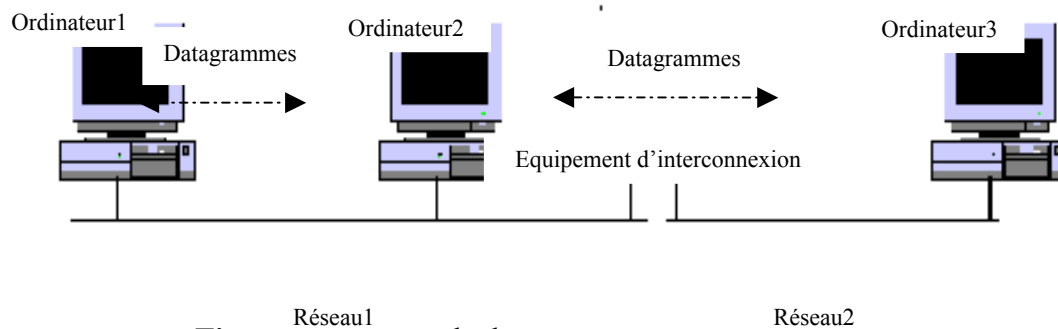 Ordinateur1
Ordinateur2
Ordinateur3
Datagrammes
Datagrammes
Equipement d’interconnexion
Réseau1
Réseau2